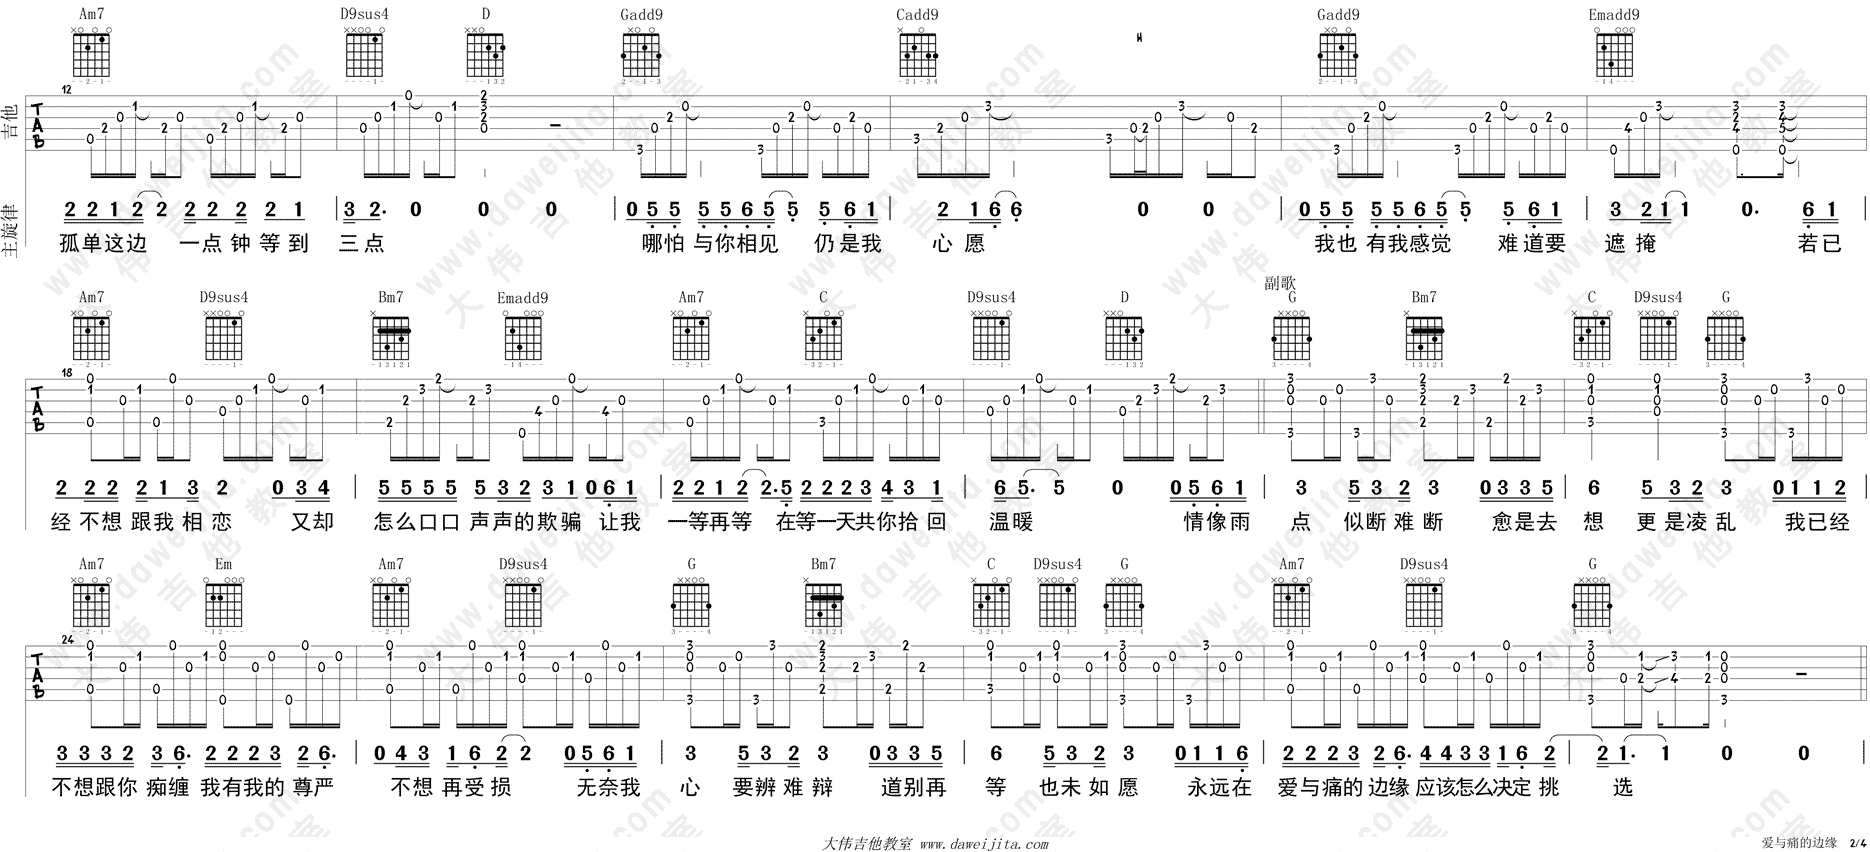 Am7 D9sus4 D Gadd9 Cadd9 H Gadd9 Emadd9
吉他
12
TAB
主旋律
2 2 1 2 2 2 2 2 2 1 3 2. 0 0 0 0 5 5 5 5 6 5 5 5 6 1 2 1 6 6 0 0 0 5 5 5 5 6 5 5 5 6 1 3 2 1 1 0. 6 1
孤单这边 一点钟等到 三点 哪怕与你相见 仍是我 心愿 我也有我感觉 难道要 遮掩 若已
副歌
Am7 D9sus4 Bm7 Emadd9 Am7 C D9sus4 D G Bm7 C D9sus4 G
18
TAB
2 2 2 2 1 3 2 0 3 4 5 5 5 5 5 3 2 3 1 0 6 1 2 2 1 2 2. 5 2 2 2 3 4 3 1 6 5. 5 0 0 5 6 1 3 5 3 2 3 0 3 3 5 6 5 3 2 3 0 1 1 2
经不想跟我相恋 又却 怎么口口声声的欺骗 让我 一等再等 在等一天共你拾回 温暖 情像雨 点 似断难断 愈是去 想 更是凌乱 我已经
Am7 Em Am7 D9sus4 G Bm7 C D9sus4 G Am7 D9sus4 G
24
TAB
3 3 3 2 3 6. 2 2 2 3 2 6. 0 4 3 1 6 2 2 0 5 6 1 3 5 3 2 3 0 3 3 5 6 5 3 2 3 0 1 1 6 2 2 2 3 2 6. 4 4 3 3 1 6 2 2 1. 1 0 0
不想跟你痴缠 我有我的尊严 不想再受损 无奈我 心 要辨难辩 道别再 等 也未如愿 永远在 爱与痛的边缘 应该怎么决定挑 选
大伟吉他教室 www.daweijita.com
爱与痛的边缘 2/4